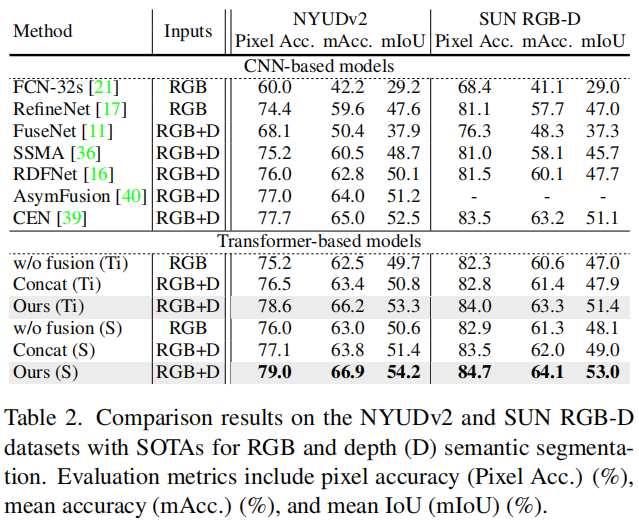 Method Inputs NYUDv2 SUN RGB-D
Pixel Acc. mAcc. mIoU Pixel Acc. mAcc. mIoU
CNN-based models
FCN-32s [21] RGB 60.0 42.2 29.2 68.4 41.1 29.0
RefineNet [17] RGB 74.4 59.6 47.6 81.1 57.7 47.0
FuseNet [11] RGB+D 68.1 50.4 37.9 76.3 48.3 37.3
SSMA [36] RGB+D 75.2 60.5 48.7 81.0 58.1 45.7
RDFNet [16] RGB+D 76.0 62.8 50.1 81.5 60.1 47.7
AsymFusion [40] RGB+D 77.0 64.0 51.2 - - -
CEN [39] RGB+D 77.7 65.0 52.5 83.5 63.2 51.1
Transformer-based models
w/o fusion (Ti) RGB 75.2 62.5 49.7 82.3 60.6 47.0
Concat (Ti) RGB+D 76.5 63.4 50.8 82.8 61.4 47.9
Ours (Ti) RGB+D 78.6 66.2 53.3 84.0 63.3 51.4
w/o fusion (S) RGB 76.0 63.0 50.6 82.9 61.3 48.1
Concat (S) RGB+D 77.1 63.8 51.4 83.5 62.0 49.0
Ours (S) RGB+D 79.0 66.9 54.2 84.7 64.1 53.0
Table 2. Comparison results on the NYUDv2 and SUN RGB-D
datasets with SOTAs for RGB and depth (D) semantic segmenta-
tion. Evaluation metrics include pixel accuracy (Pixel Acc.) (%),
mean accuracy (mAcc.) (%), and mean IoU (mIoU) (%).